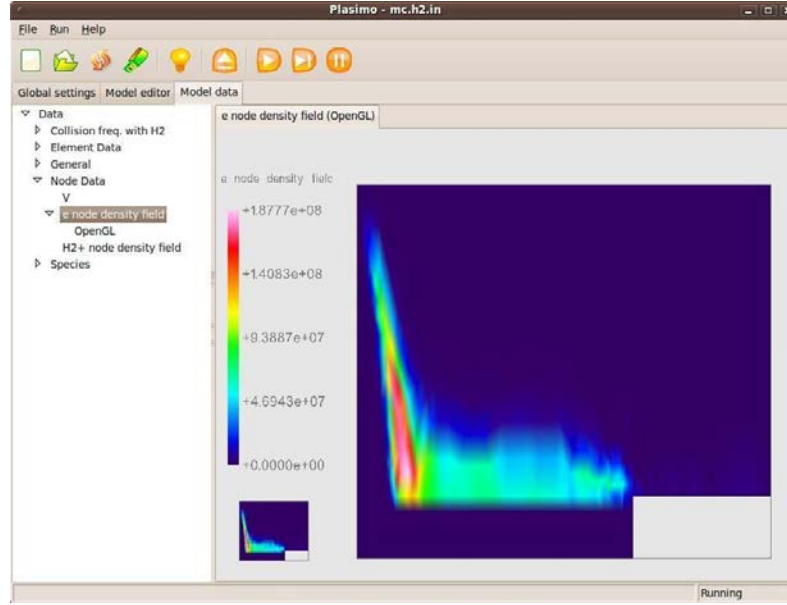 Plasimo - mc.h2.in
File Run Help
Global settings Model editor Model data
Data
Collision freq. with H2
Element Data
General
Node Data
V
e node density field
OpenGL
H2+ node density field
Species
e node density field (OpenGL)
e node density field
+1.8777e+08
+1.4083e+08
+9.3887e+07
+4.6943e+07
+0.0000e+00
Running